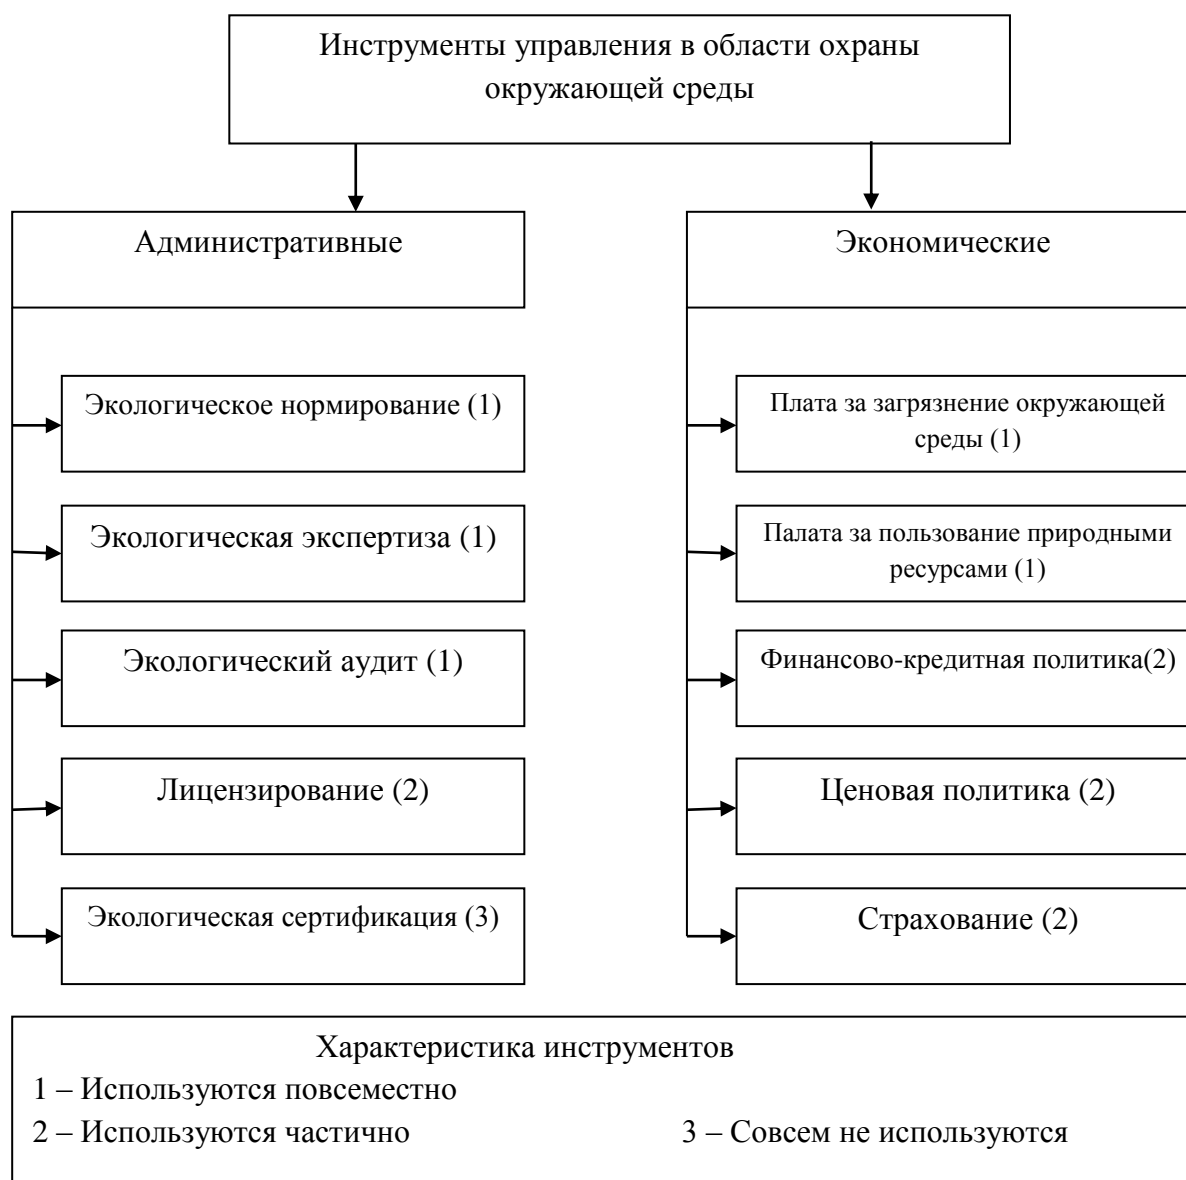 Инструменты управления в области охраны
окружающей среды
Административные
Экологическое нормирование (1)
Экологическая экспертиза (1)
Экологический аудит (1)
Лицензирование (2)
Экологическая сертификация (3)
Экономические
Плата за загрязнение окружающей
среды (1)
Палата за пользование природными
ресурсами (1)
Финансово-кредитная политика(2)
Ценовая политика (2)
Страхование (2)
Характеристика инструментов
1 – Используются повсеместно
2 – Используются частично 3 – Совсем не используются